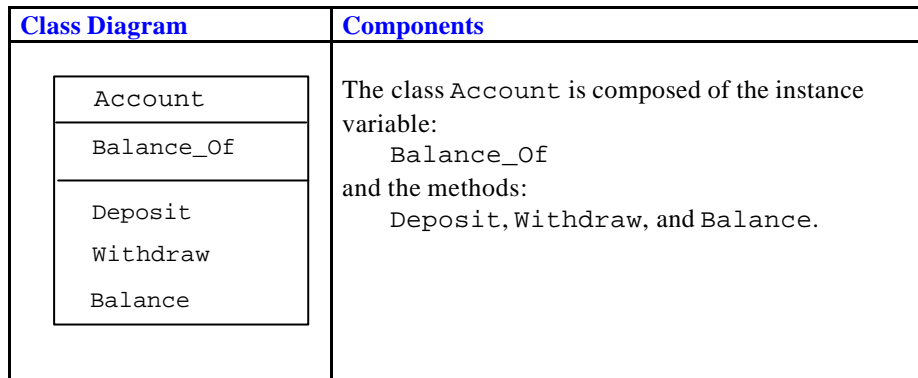 Class Diagram
Components
Account
Balance_Of
Deposit
Withdraw
Balance
The class Account is composed of the instance
variable:
Balance_Of
and the methods:
Deposit, Withdraw, and Balance.